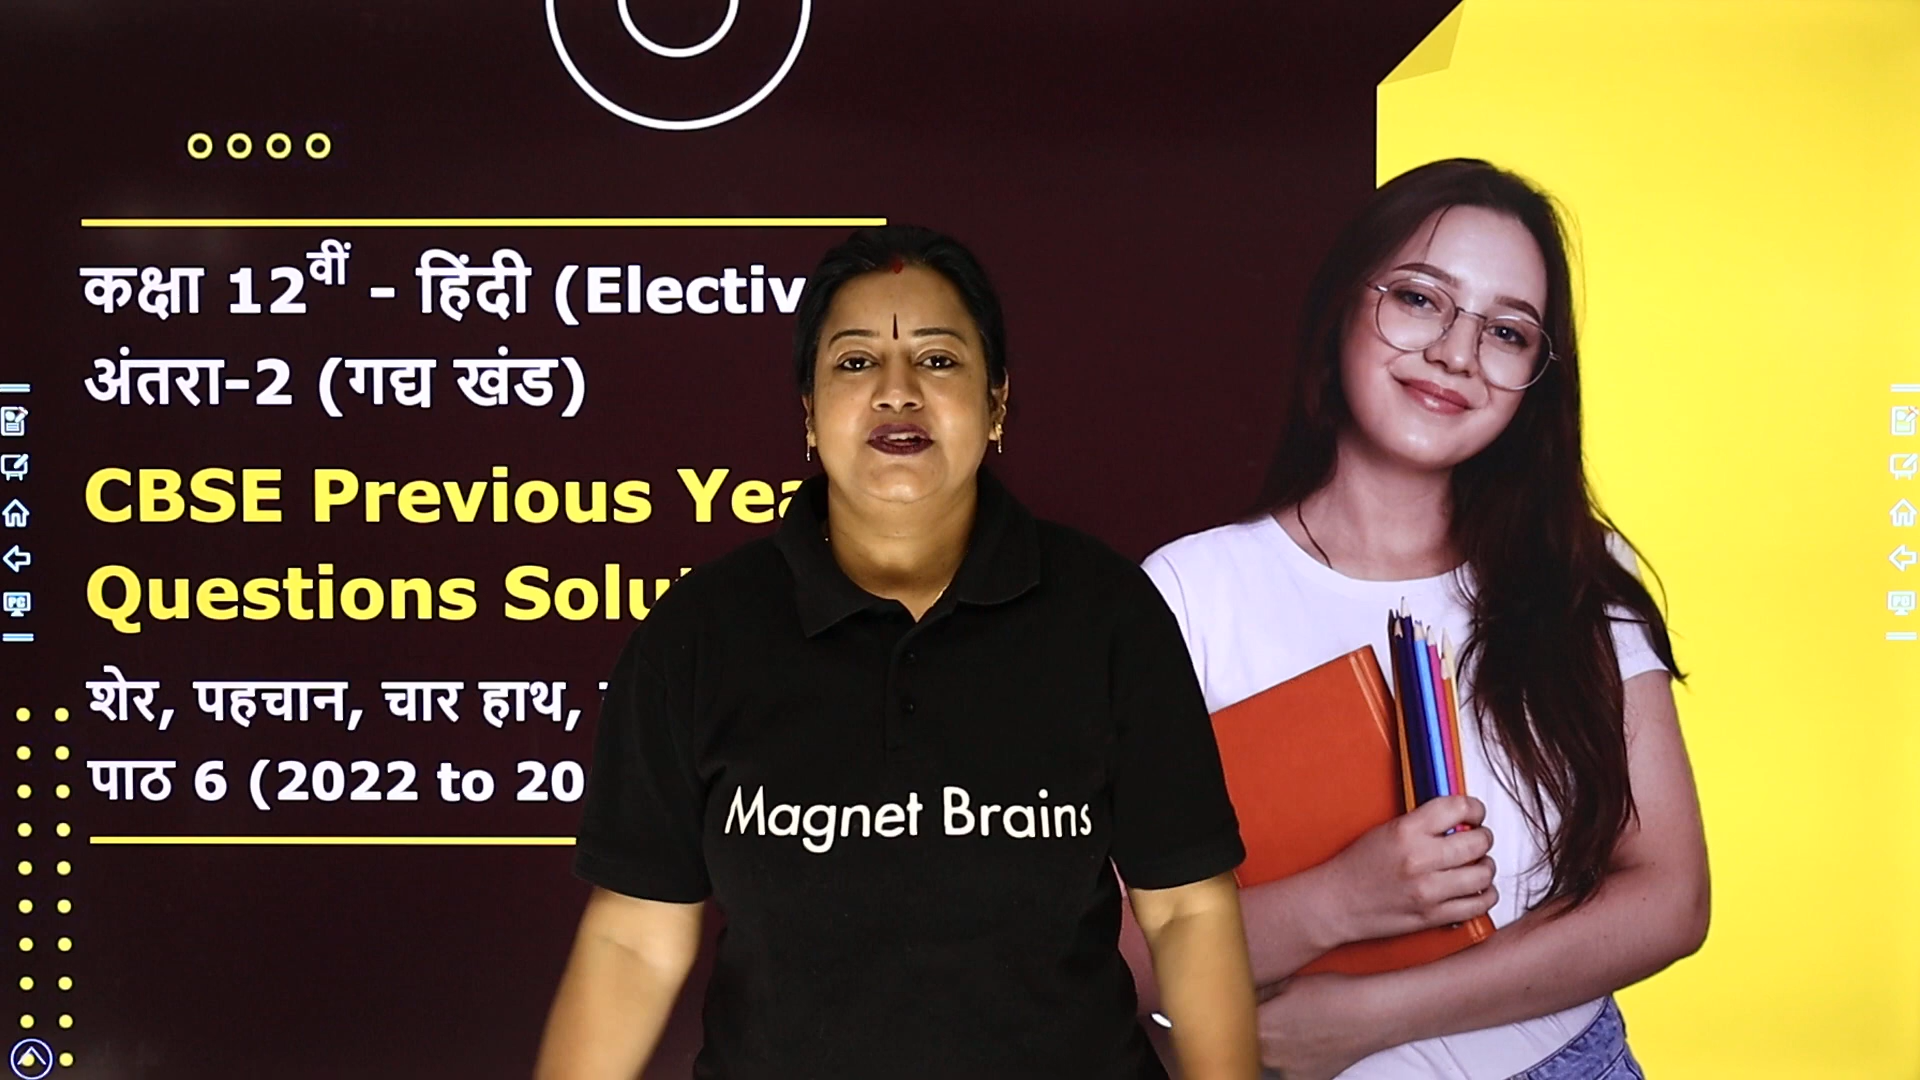 कक्षा 12वीं - हिंदी (Electiv
अंतरा-2 (गद्य खंड)
CBSE Previous Yea
Questions Solu
शेर, पहचान, चार हाथ,
पाठ 6 (2022 to 20
Magnet Brains